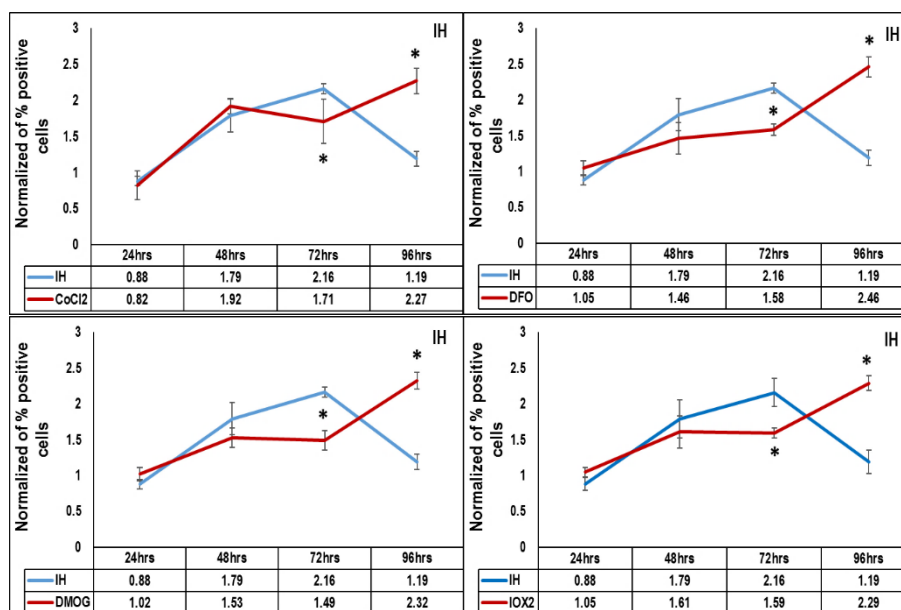 IH
Normalized of % positive cells
3
2.5
2
1.5
1
0.5
0
*
*
24hrs 48hrs 72hrs 96hrs
IH 0.88 1.79 2.16 1.19
CoCl2 0.82 1.92 1.71 2.27
IH
Normalized of % positive cells
3
2.5
2
1.5
1
0.5
0
*
*
24hrs 48hrs 72hrs 96hrs
IH 0.88 1.79 2.16 1.19
DFO 1.05 1.46 1.58 2.46
IH
Normalized of % positive cells
3
2.5
2
1.5
1
0.5
0
*
*
24hrs 48hrs 72hrs 96hrs
IH 0.88 1.79 2.16 1.19
DMOG 1.02 1.53 1.49 2.32
IH
Normalized of % positive cells
3
2.5
2
1.5
1
0.5
0
*
*
24hrs 48hrs 72hrs 96hrs
IH 0.88 1.79 2.16 1.19
IOX2 1.05 1.61 1.59 2.29